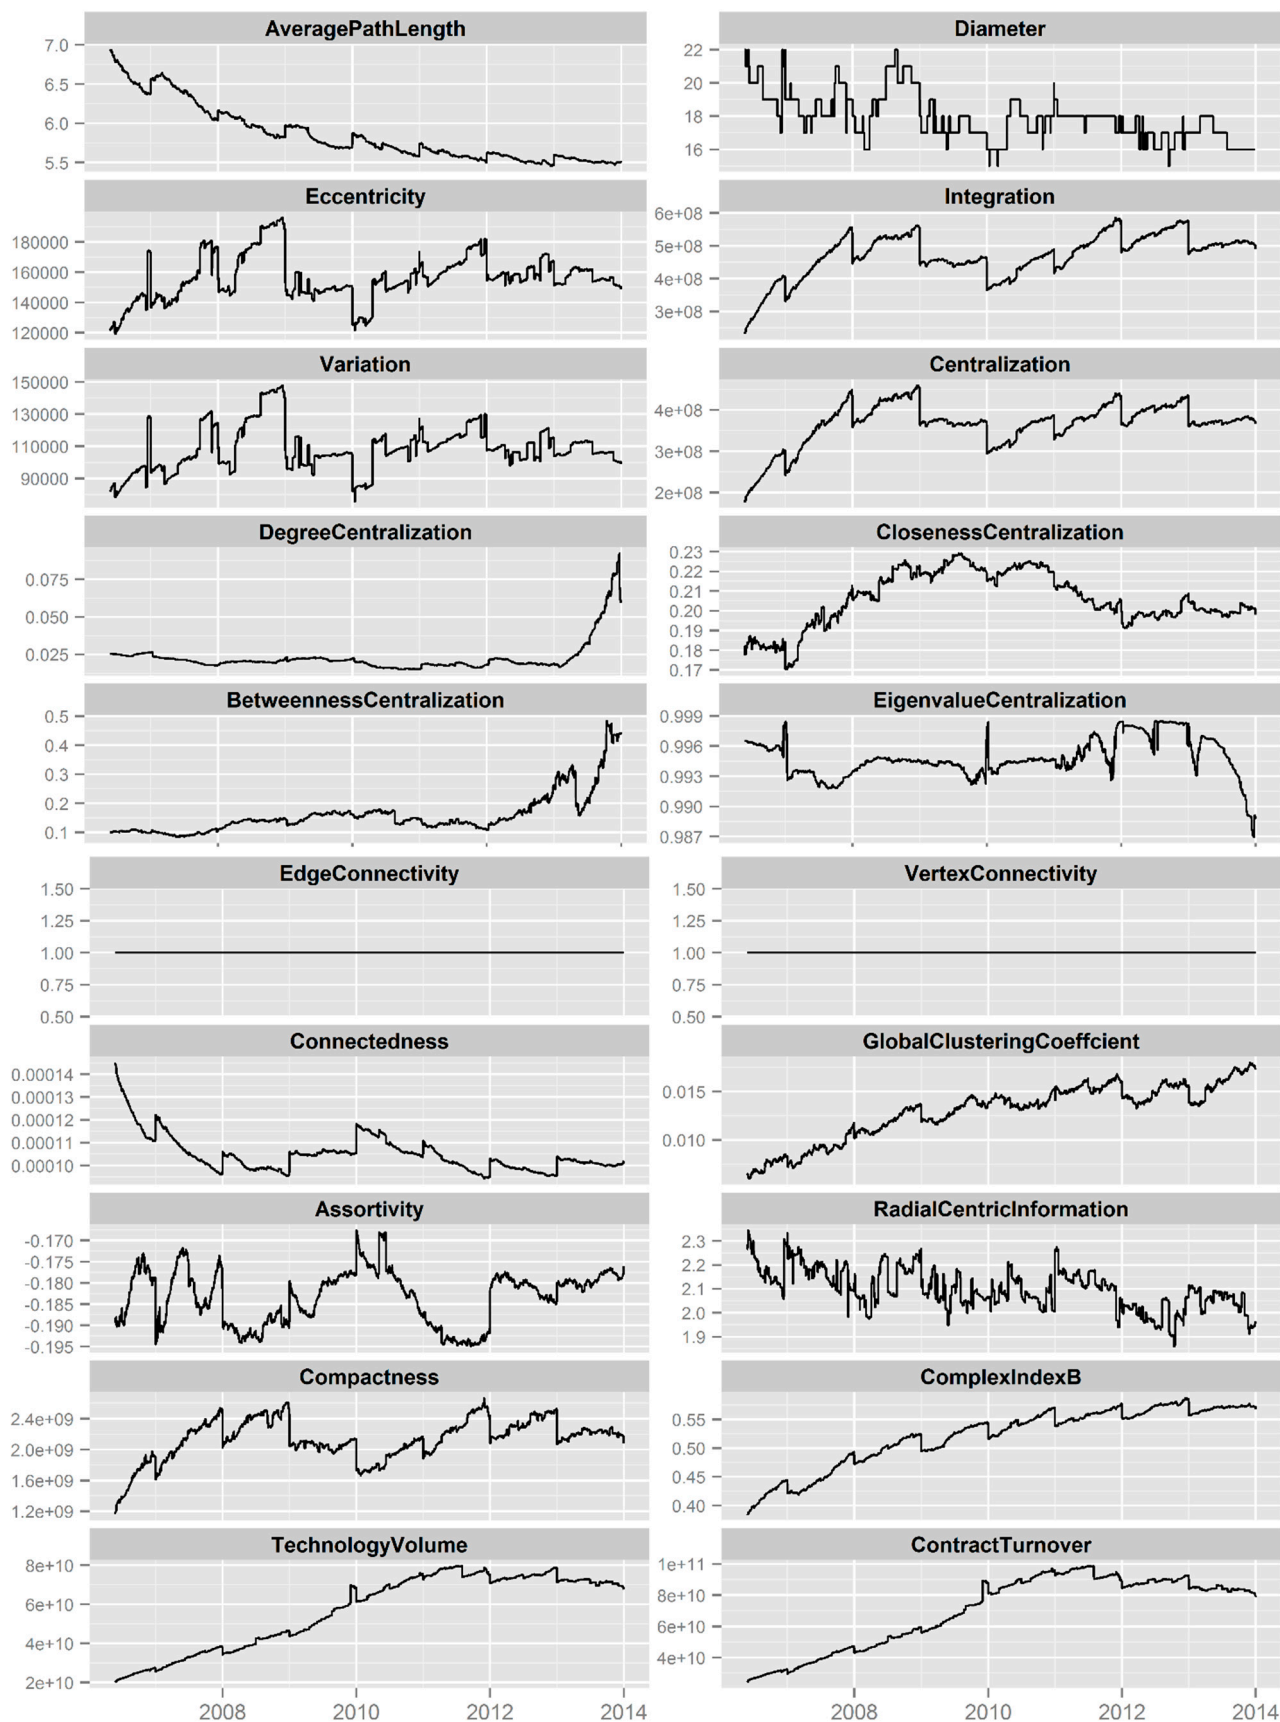 AveragePathLength
Diameter
7.0
6.5
6.0
5.5
22
20
18
16
Eccentricity
Integration
180000
160000
140000
120000
6e+08
5e+08
4e+08
3e+08
Variation
Centralization
150000
130000
110000
90000
4e+08
3e+08
2e+08
DegreeCentralization
ClosenessCentralization
0.075
0.050
0.025
0.23
0.22
0.21
0.20
0.19
0.18
0.17
BetweennessCentralization
EigenvalueCentralization
0.5
0.4
0.3
0.2
0.1
0.999
0.996
0.993
0.990
0.987
EdgeConnectivity
VertexConnectivity
1.50
1.25
1.00
0.75
0.50
1.50
1.25
1.00
0.75
0.50
Connectedness
GlobalClusteringCoeffcient
0.00014
0.00013
0.00012
0.00011
0.00010
0.015
0.010
Assortivity
RadialCentricInformation
-0.170
-0.175
-0.180
-0.185
-0.190
-0.195
2.3
2.2
2.1
2.0
1.9
Compactness
ComplexIndexB
2.4e+09
2.0e+09
1.6e+09
1.2e+09
0.55
0.50
0.45
0.40
TechnologyVolume
ContractTurnover
8e+10
6e+10
4e+10
2e+10
1e+11
8e+10
6e+10
4e+10
2008 2010 2012 2014
2008 2010 2012 2014